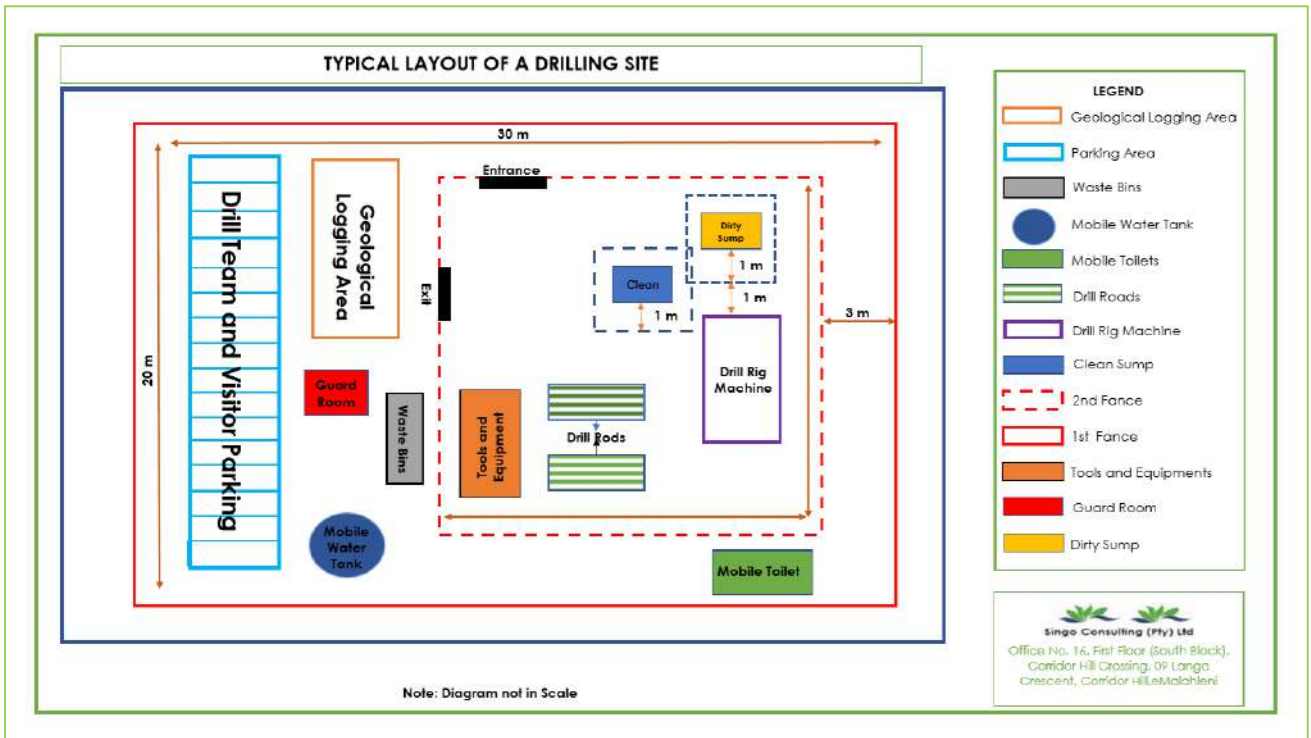 TYPICAL LAYOUT OF A DRILLING SITE
30 m
20 m
Drill Team and Visitor Parking
Geological
Logging Area
Entrance
Exit
Dirty
Sump
1 m
Clean
1 m
1 m
3 m
Drill Rig
Machine
Guard
Room
Waste Bins
Tools and
Equipment
Drill Rods
Mobile
Water
Tank
Mobile Toilet
Note: Diagram not in Scale
LEGEND
Geological Logging Area
Parking Area
Waste Bins
Mobile Water Tank
Mobile Toilets
Drill Roads
Drill Rig Machine
Clean Sump
2nd Fance
1st Fance
Tools and Equipments
Guard Room
Dirty Sump
Singo Consulting (Pty) Ltd
Office No. 16, First Floor (South Block),
Corridor Hill Crossing, 09 Langa
Crescent, Corridor Hill,eMalahleni